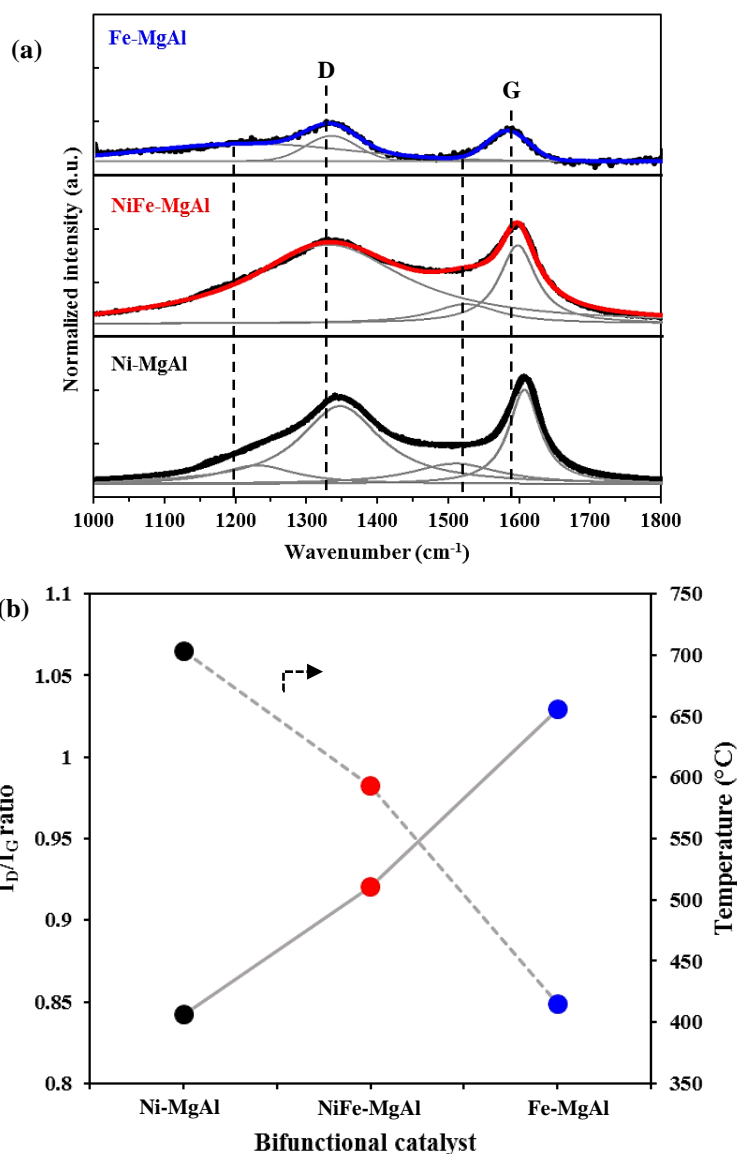 (a)
Fe-MgAl
D
G
NiFe-MgAl
Ni-MgAl
Normalized intensity (a.u.)
1000 1100 1200 1300 1400 1500 1600 1700 1800
Wavenumber (cm-1)
(b)
1.1
1.05
1
0.95
0.9
0.85
0.8
ID/IG ratio
750
700
650
600
550
500
450
400
350
Temperature (°C)
Ni-MgAl NiFe-MgAl Fe-MgAl
Bifunctional catalyst